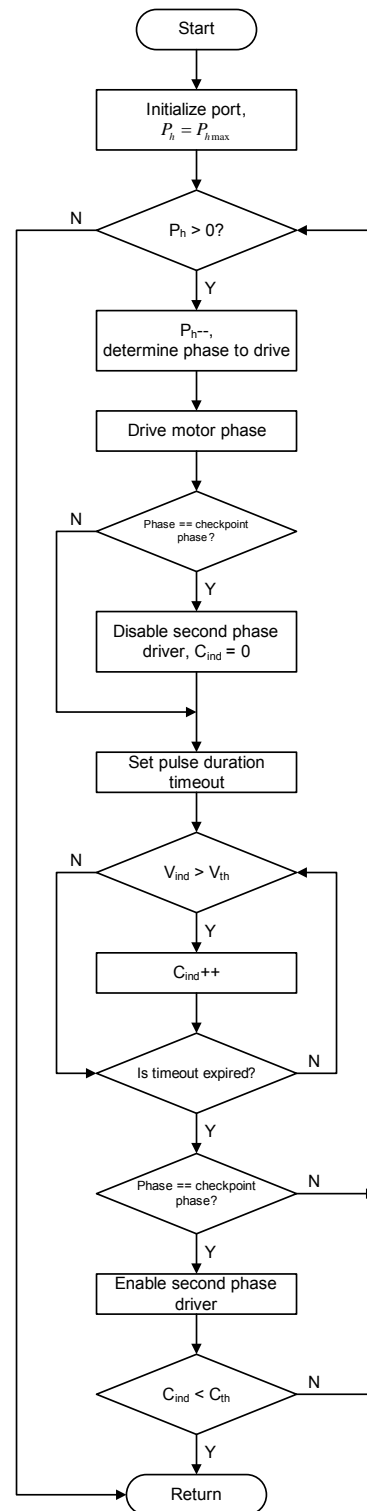 Start
Initialize port,
P_h = P_hmax
N
P_h > 0?
Y
P_h--,
determine phase to drive
Drive motor phase
N
Phase == checkpoint
phase?
Y
Disable second phase
driver, C_ind = 0
Set pulse duration
timeout
N
V_ind > V_th
Y
C_ind++
Is timeout expired?
N
Y
Phase == checkpoint
phase?
N
Y
Enable second phase
driver
C_ind < C_th
N
Y
Return